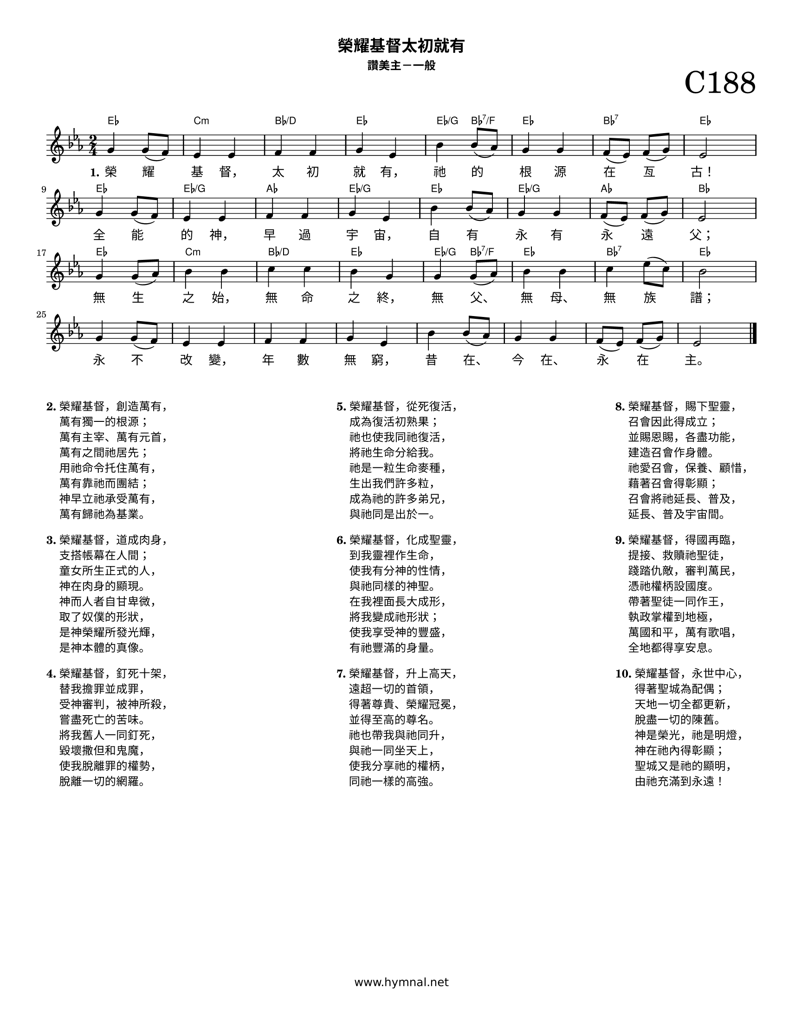 榮耀基督太初就有
讚美主－一般
C188
E♭ Cm B♭/D E♭ E♭/G B♭7/F E♭ B♭7 E♭
1. 榮 耀 基 督， 太 初 就 有， 祂 的 根 源 在 亙 古！
9 E♭ E♭/G A♭ E♭/G E♭ E♭/G A♭ B♭
全 能 的 神， 早 過 宇 宙， 自 有 永 有 永 遠 父；
17 E♭ Cm B♭/D E♭ E♭/G B♭7/F E♭ B♭7 E♭
無 生 之 始， 無 命 之 終， 無 父、 無 母、 無 族 譜；
25
永 不 改 變， 年 數 無 窮， 昔 在、 今 在、 永 在 主。
2. 榮耀基督，創造萬有，
萬有獨一的根源；
萬有主宰、萬有元首，
萬有之間祂居先；
用祂命令托住萬有，
萬有靠祂而團結；
神早立祂承受萬有，
萬有歸祂為基業。
3. 榮耀基督，道成肉身，
支搭帳幕在人間；
童女所生正式的人，
神在肉身的顯現。
神而人者自甘卑微，
取了奴僕的形狀，
是神榮耀所發光輝，
是神本體的真像。
4. 榮耀基督，釘死十架，
替我擔罪並成罪，
受神審判，被神所殺，
嘗盡死亡的苦味。
將我舊人一同釘死，
毀壞撒但和鬼魔，
使我脫離罪的權勢，
脫離一切的網羅。
5. 榮耀基督，從死復活，
成為復活初熟果；
祂也使我同祂復活，
將祂生命分給我。
祂是一粒生命麥種，
生出我們許多粒，
成為祂的許多弟兄，
與祂同是出於一。
6. 榮耀基督，化成聖靈，
到我靈裡作生命，
使我有分神的性情，
與祂同樣的神聖。
在我裡面長大成形，
將我變成祂形狀；
使我享受神的豐盛，
有祂豐滿的身量。
7. 榮耀基督，升上高天，
遠超一切的首領，
得著尊貴、榮耀冠冕，
並得至高的尊名。
祂也帶我與祂同升，
與祂一同坐天上，
使我分享祂的權柄，
同祂一樣的高強。
8. 榮耀基督，賜下聖靈，
召會因此得成立；
並賜恩賜，各盡功能，
建造召會作身體。
祂愛召會，保養、顧惜，
藉著召會得彰顯；
召會將祂延長、普及，
延長、普及宇宙間。
9. 榮耀基督，得國再臨，
提接、救贖祂聖徒，
踐踏仇敵，審判萬民，
憑祂權柄設國度。
帶著聖徒一同作王，
執政掌權到地極，
萬國和平，萬有歌唱，
全地都得享安息。
10. 榮耀基督，永世中心，
得著聖城為配偶；
天地一切全都更新，
脫盡一切的陳舊。
神是榮光，祂是明燈，
神在祂內得彰顯；
聖城又是祂的顯明，
由祂充滿到永遠！
www.hymnal.net